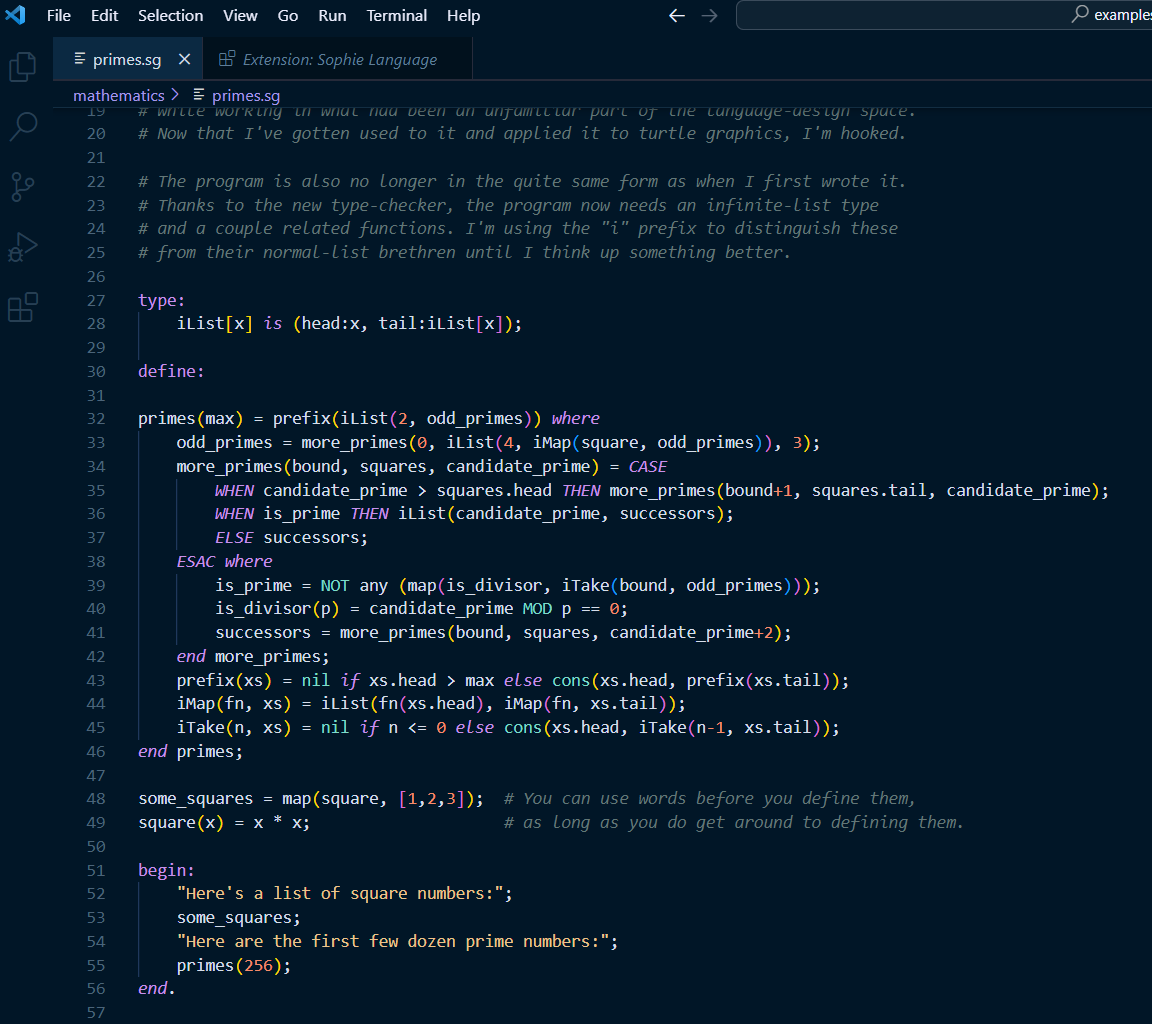 File Edit Selection View Go Run Terminal Help examples
primes.sg Extension: Sophie Language
mathematics > primes.sg
19 # while working in what had been an unfamiliar part of the language-design space.
20 # Now that I've gotten used to it and applied it to turtle graphics, I'm hooked.
21
22 # The program is also no longer in the quite same form as when I first wrote it.
23 # Thanks to the new type-checker, the program now needs an infinite-list type
24 # and a couple related functions. I'm using the "i" prefix to distinguish these
25 # from their normal-list brethren until I think up something better.
26
27 type:
28     iList[x] is (head:x, tail:iList[x]);
29
30 define:
31
32 primes(max) = prefix(iList(2, odd_primes)) where
33     odd_primes = more_primes(0, iList(4, iMap(square, odd_primes)), 3);
34     more_primes(bound, squares, candidate_prime) = CASE
35         WHEN candidate_prime > squares.head THEN more_primes(bound+1, squares.tail, candidate_prime);
36         WHEN is_prime THEN iList(candidate_prime, successors);
37         ELSE successors;
38     ESAC where
39         is_prime = NOT any (map(is_divisor, iTake(bound, odd_primes)));
40         is_divisor(p) = candidate_prime MOD p == 0;
41         successors = more_primes(bound, squares, candidate_prime+2);
42     end more_primes;
43     prefix(xs) = nil if xs.head > max else cons(xs.head, prefix(xs.tail));
44     iMap(fn, xs) = iList(fn(xs.head), iMap(fn, xs.tail));
45     iTake(n, xs) = nil if n <= 0 else cons(xs.head, iTake(n-1, xs.tail));
46 end primes;
47
48 some_squares = map(square, [1,2,3]);  # You can use words before you define them,
49 square(x) = x * x;                    # as long as you do get around to defining them.
50
51 begin:
52     "Here's a list of square numbers:";
53     some_squares;
54     "Here are the first few dozen prime numbers:";
55     primes(256);
56 end.
57